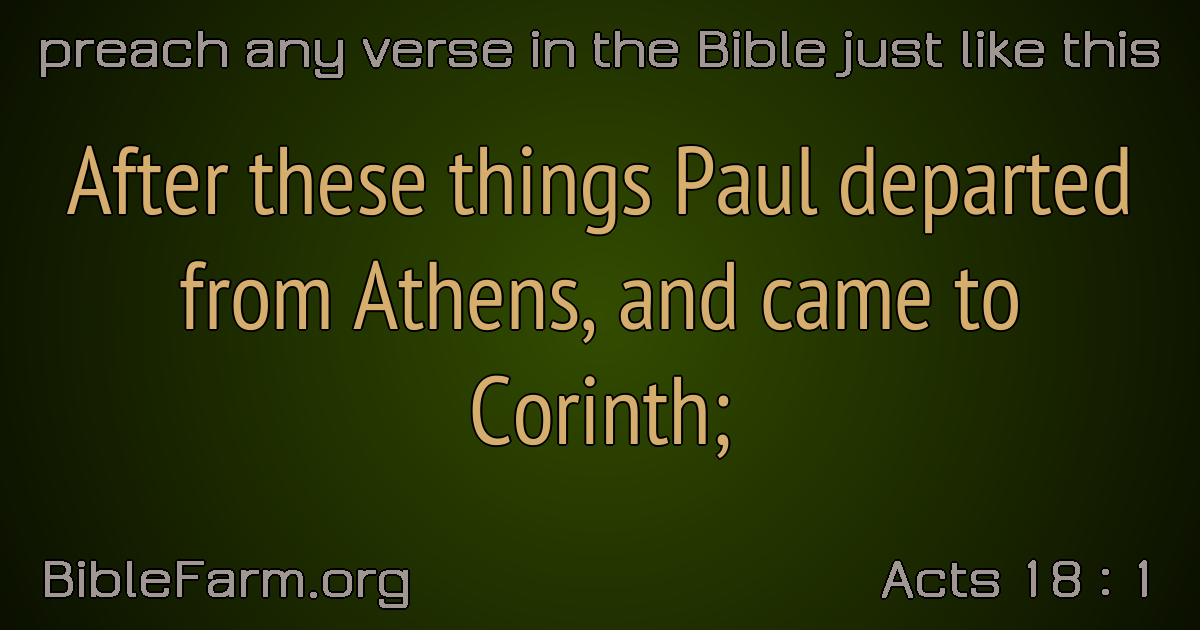 preach any verse in the Bible just like this
After these things Paul departed
from Athens, and came to
Corinth;
BibleFarm.org
Acts 18 : 1